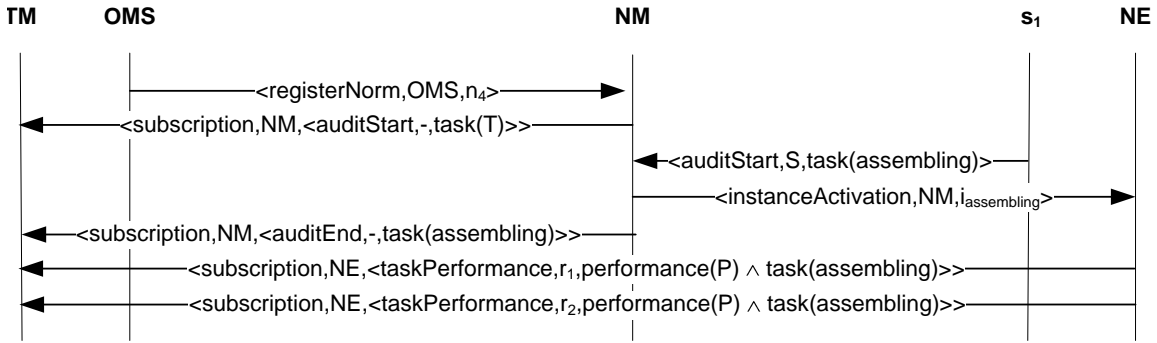 TM OMS NM s₁ NE
<registerNorm,OMS,n₄>
<subscription,NM,<auditStart,-,task(T)>>
<auditStart,S,task(assembling)>
<instanceActivation,NM,i_assembling>
<subscription,NM,<auditEnd,-,task(assembling)>>
<subscription,NE,<taskPerformance,r₁,performance(P) ∧ task(assembling)>>
<subscription,NE,<taskPerformance,r₂,performance(P) ∧ task(assembling)>>